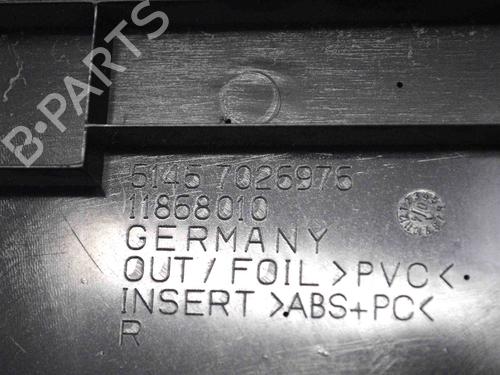 B·PARTS
5145 7026976
11868010
GERMANY
OUT/FOIL >PVC<
INSERT >ABS+PC<
R